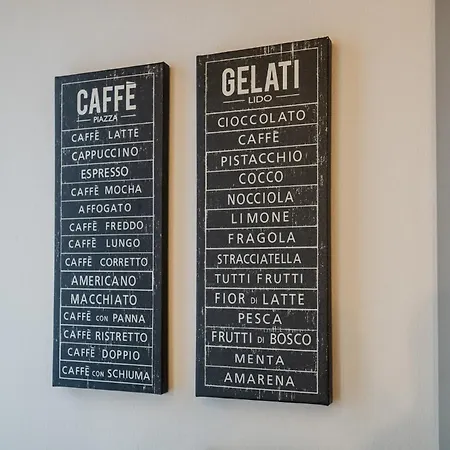 CAFFÈ
PIAZZA
CAFFÈ LATTE
CAPPUCCINO
ESPRESSO
CAFFÈ MOCHA
AFFOGATO
CAFFÈ FREDDO
CAFFÈ LUNGO
CAFFÈ CORRETTO
AMERICANO
MACCHIATO
CAFFÈ CON PANNA
CAFFÈ RISTRETTO
CAFFÈ DOPPIO
CAFFÈ CON SCHIUMA
GELATI
LIDO
CIOCCOLATO
CAFFÈ
PISTACCHIO
COCCO
NOCCIOLA
LIMONE
FRAGOLA
STRACCIATELLA
TUTTI FRUTTI
FIOR DI LATTE
PESCA
FRUTTI DI BOSCO
MENTA
AMARENA